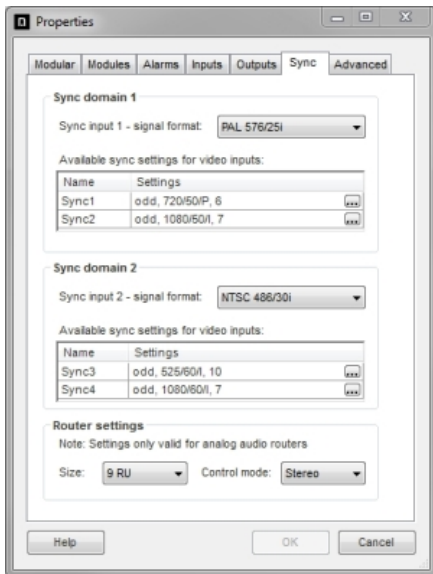 Properties
Modular Modules Alarms Inputs Outputs Sync Advanced
Sync domain 1
Sync input 1 - signal format: PAL 576/25i
Available sync settings for video inputs:
Name Settings
Sync1 odd, 720/50/P, 6 ...
Sync2 odd, 1080/50/I, 7 ...
Sync domain 2
Sync input 2 - signal format: NTSC 486/30i
Available sync settings for video inputs:
Name Settings
Sync3 odd, 525/60/I, 10 ...
Sync4 odd, 1080/60/I, 7 ...
Router settings
Note: Settings only valid for analog audio routers
Size: 9 RU Control mode: Stereo
Help OK Cancel